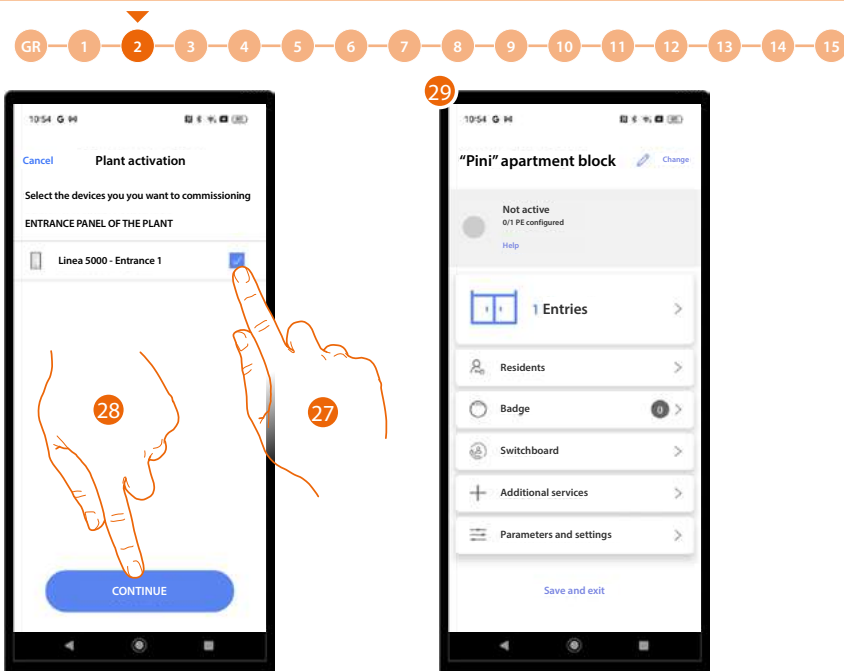 GR 1 2 3 4 5 6 7 8 9 10 11 12 13 14 15
10:54 G
Cancel Plant activation
Select the devices you you want to commissioning
ENTRANCE PANEL OF THE PLANT
Linea 5000 - Entrance 1
27
28
CONTINUE
29
10:54 G
“Pini” apartment block Change
Not active
0/1 PE configured
Help
1 Entries
Residents
Badge 0
Switchboard
Additional services
Parameters and settings
Save and exit